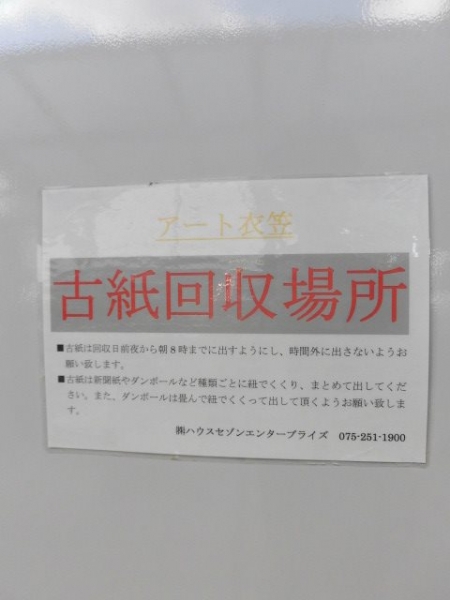 アート衣笠
古紙回収場所
■古紙は回収日前夜から朝8時までに出すようにし、時間外に出さないようお
願い致します。
■古紙は新聞紙やダンボールなど種類ごとに紐でくくり、まとめて出してくだ
さい。また、ダンボールは畳んで紐でくくって出して頂くようお願い致しま
す。
㈱ハウスセゾンエンタープライズ 075-251-1900